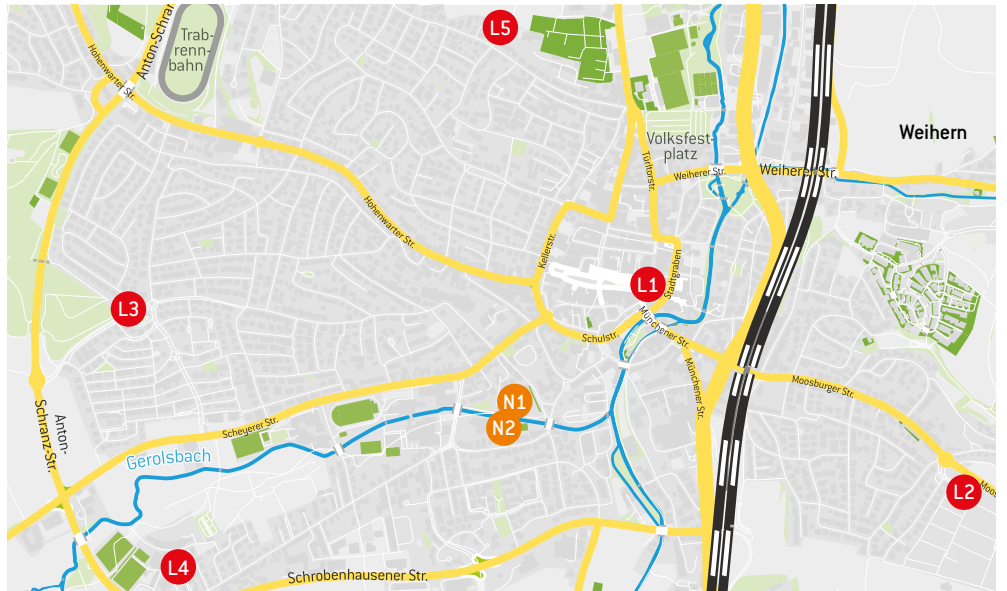 L5
Anton-Schran
Trab-
renn-
bahn
Hohenwarter Str.
Weihern
Volksfest-
platz
Türltorstr.
Weiherer Str.
Weiherer Str.
Hohenwarter Str.
Kellerstr.
Stadtgraben
L1
L3
Münchener Str.
Schulstr.
Münchener Str.
Moosburger Str.
N1
N2
Anton-
Schranz-Str.
Scheyerer Str.
Gerolsbach
L2
Moos
L4
Schrobenhausener Str.